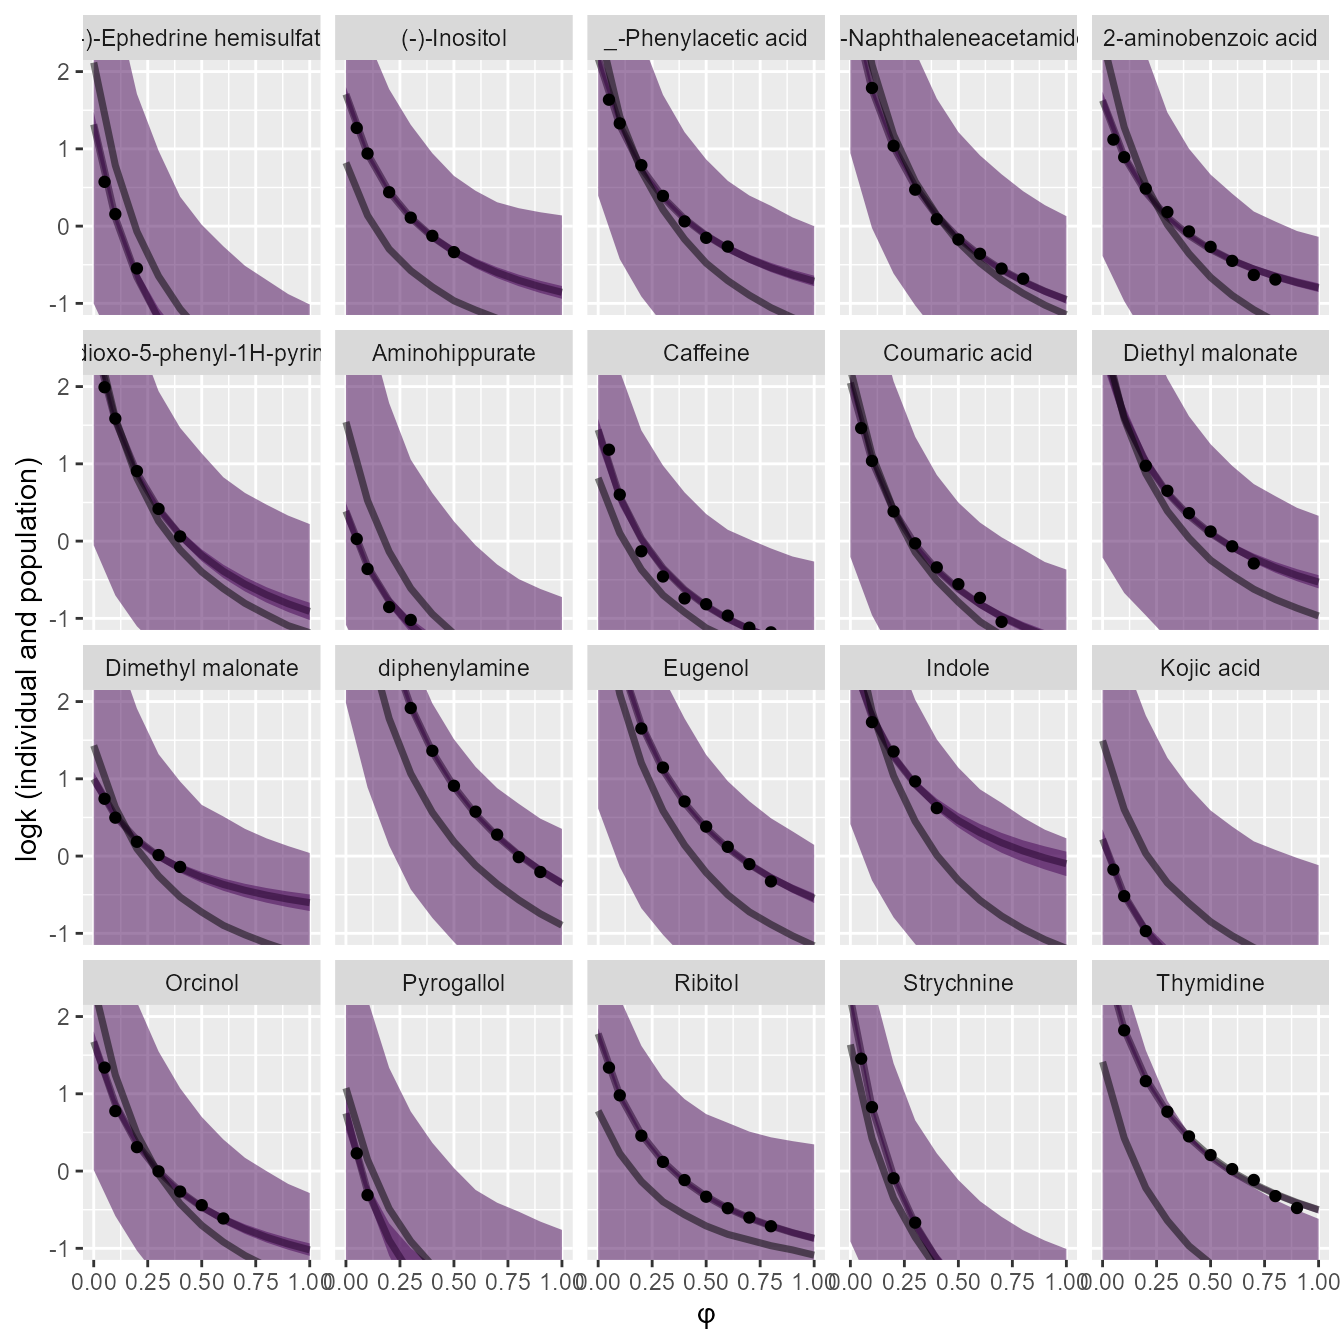 -)-Ephedrine hemisulfat
(-)-Inositol
_-Phenylacetic acid
-Naphthaleneacetamide
2-aminobenzoic acid
2
1
0
-1
dioxo-5-phenyl-1H-pyrim
Aminohippurate
Caffeine
Coumaric acid
Diethyl malonate
2
1
0
-1
logk (individual and population)
Dimethyl malonate
diphenylamine
Eugenol
Indole
Kojic acid
2
1
0
-1
Orcinol
Pyrogallol
Ribitol
Strychnine
Thymidine
2
1
0
-1
0.00 0.25 0.50 0.75 1.00
0.00 0.25 0.50 0.75 1.00
0.00 0.25 0.50 0.75 1.00
0.00 0.25 0.50 0.75 1.00
0.00 0.25 0.50 0.75 1.00
φ